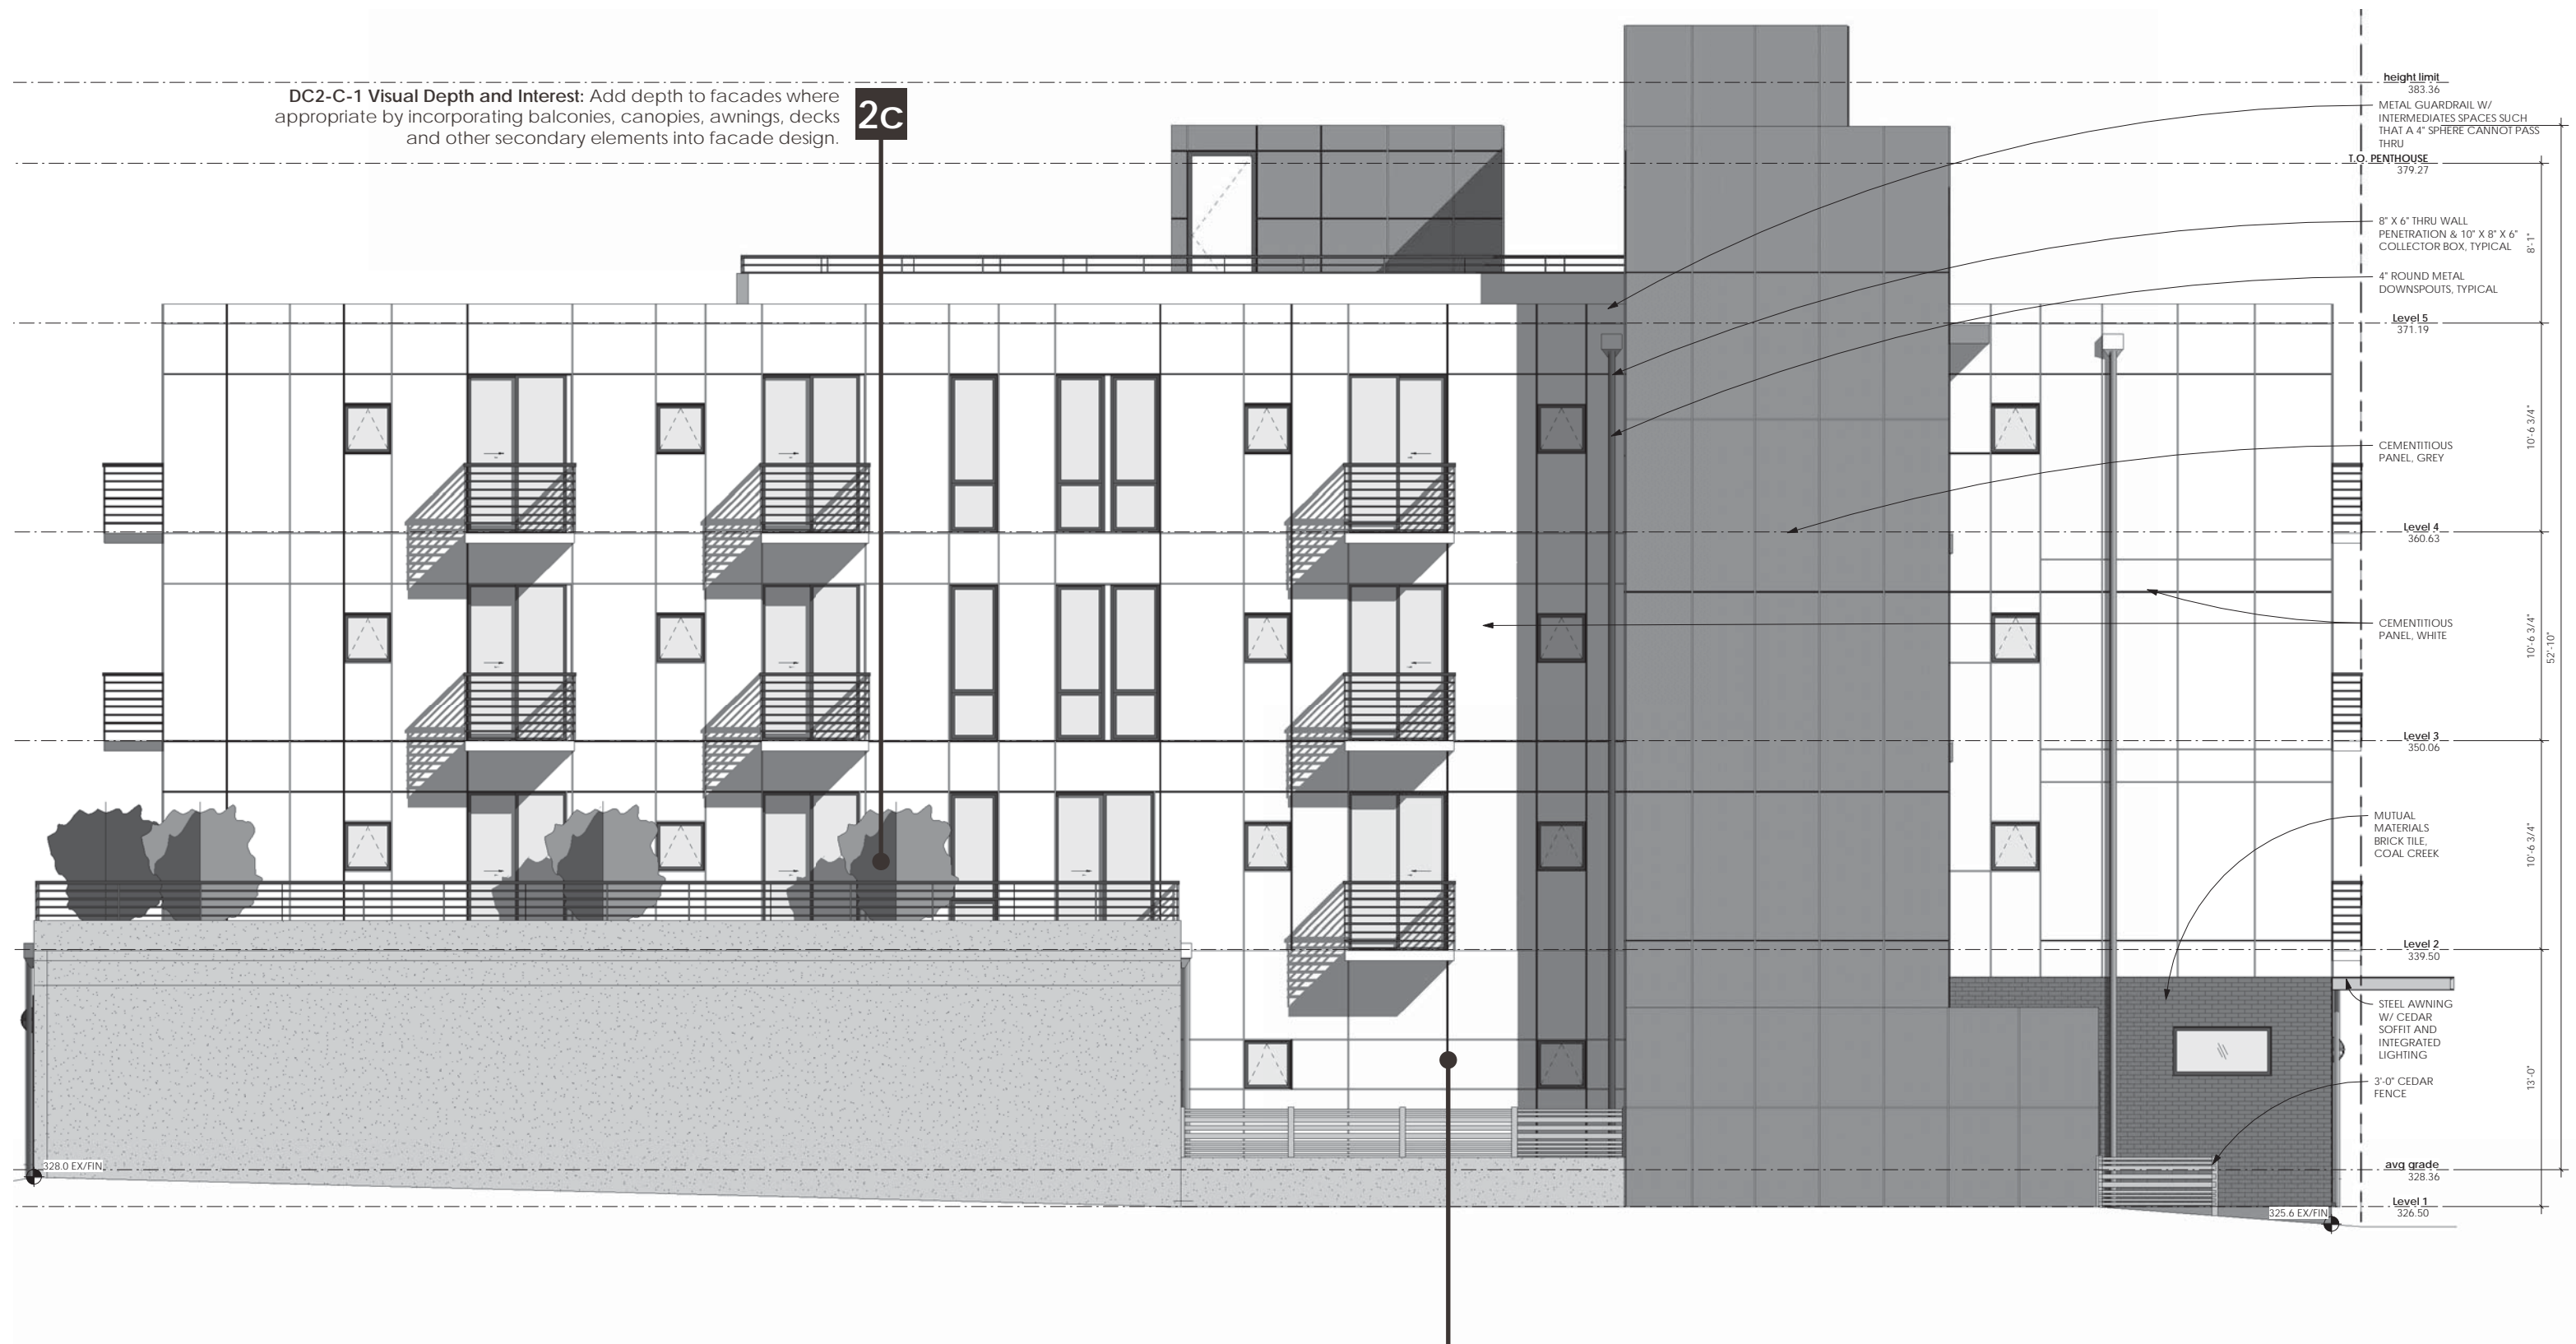 DC2-C-1 Visual Depth and Interest: Add depth to facades where
appropriate by incorporating balconies, canopies, awnings, decks
and other secondary elements into facade design.
2C
height limit
383.36
METAL GUARDRAIL W/
INTERMEDIATES SPACES SUCH
THAT A 4" SPHERE CANNOT PASS
THRU
T.O. PENTHOUSE
379.27
8" X 6" THRU WALL
PENETRATION & 10" X 8" X 6"
COLLECTOR BOX, TYPICAL
8'-1"
4" ROUND METAL
DOWNSPOUTS, TYPICAL
Level 5
371.19
10'-6 3/4"
CEMENTITIOUS
PANEL, GREY
Level 4
360.63
CEMENTITIOUS
PANEL, WHITE
10'-6 3/4"
52'-10"
Level 3
350.06
MUTUAL
MATERIALS
BRICK TILE,
COAL CREEK
10'-6 3/4"
Level 2
339.50
STEEL AWNING
W/ CEDAR
SOFFIT AND
INTEGRATED
LIGHTING
3'-0" CEDAR
FENCE
13'-0"
328.0 EX/FIN
avg grade
328.36
Level 1
326.50
325.6 EX/FIN